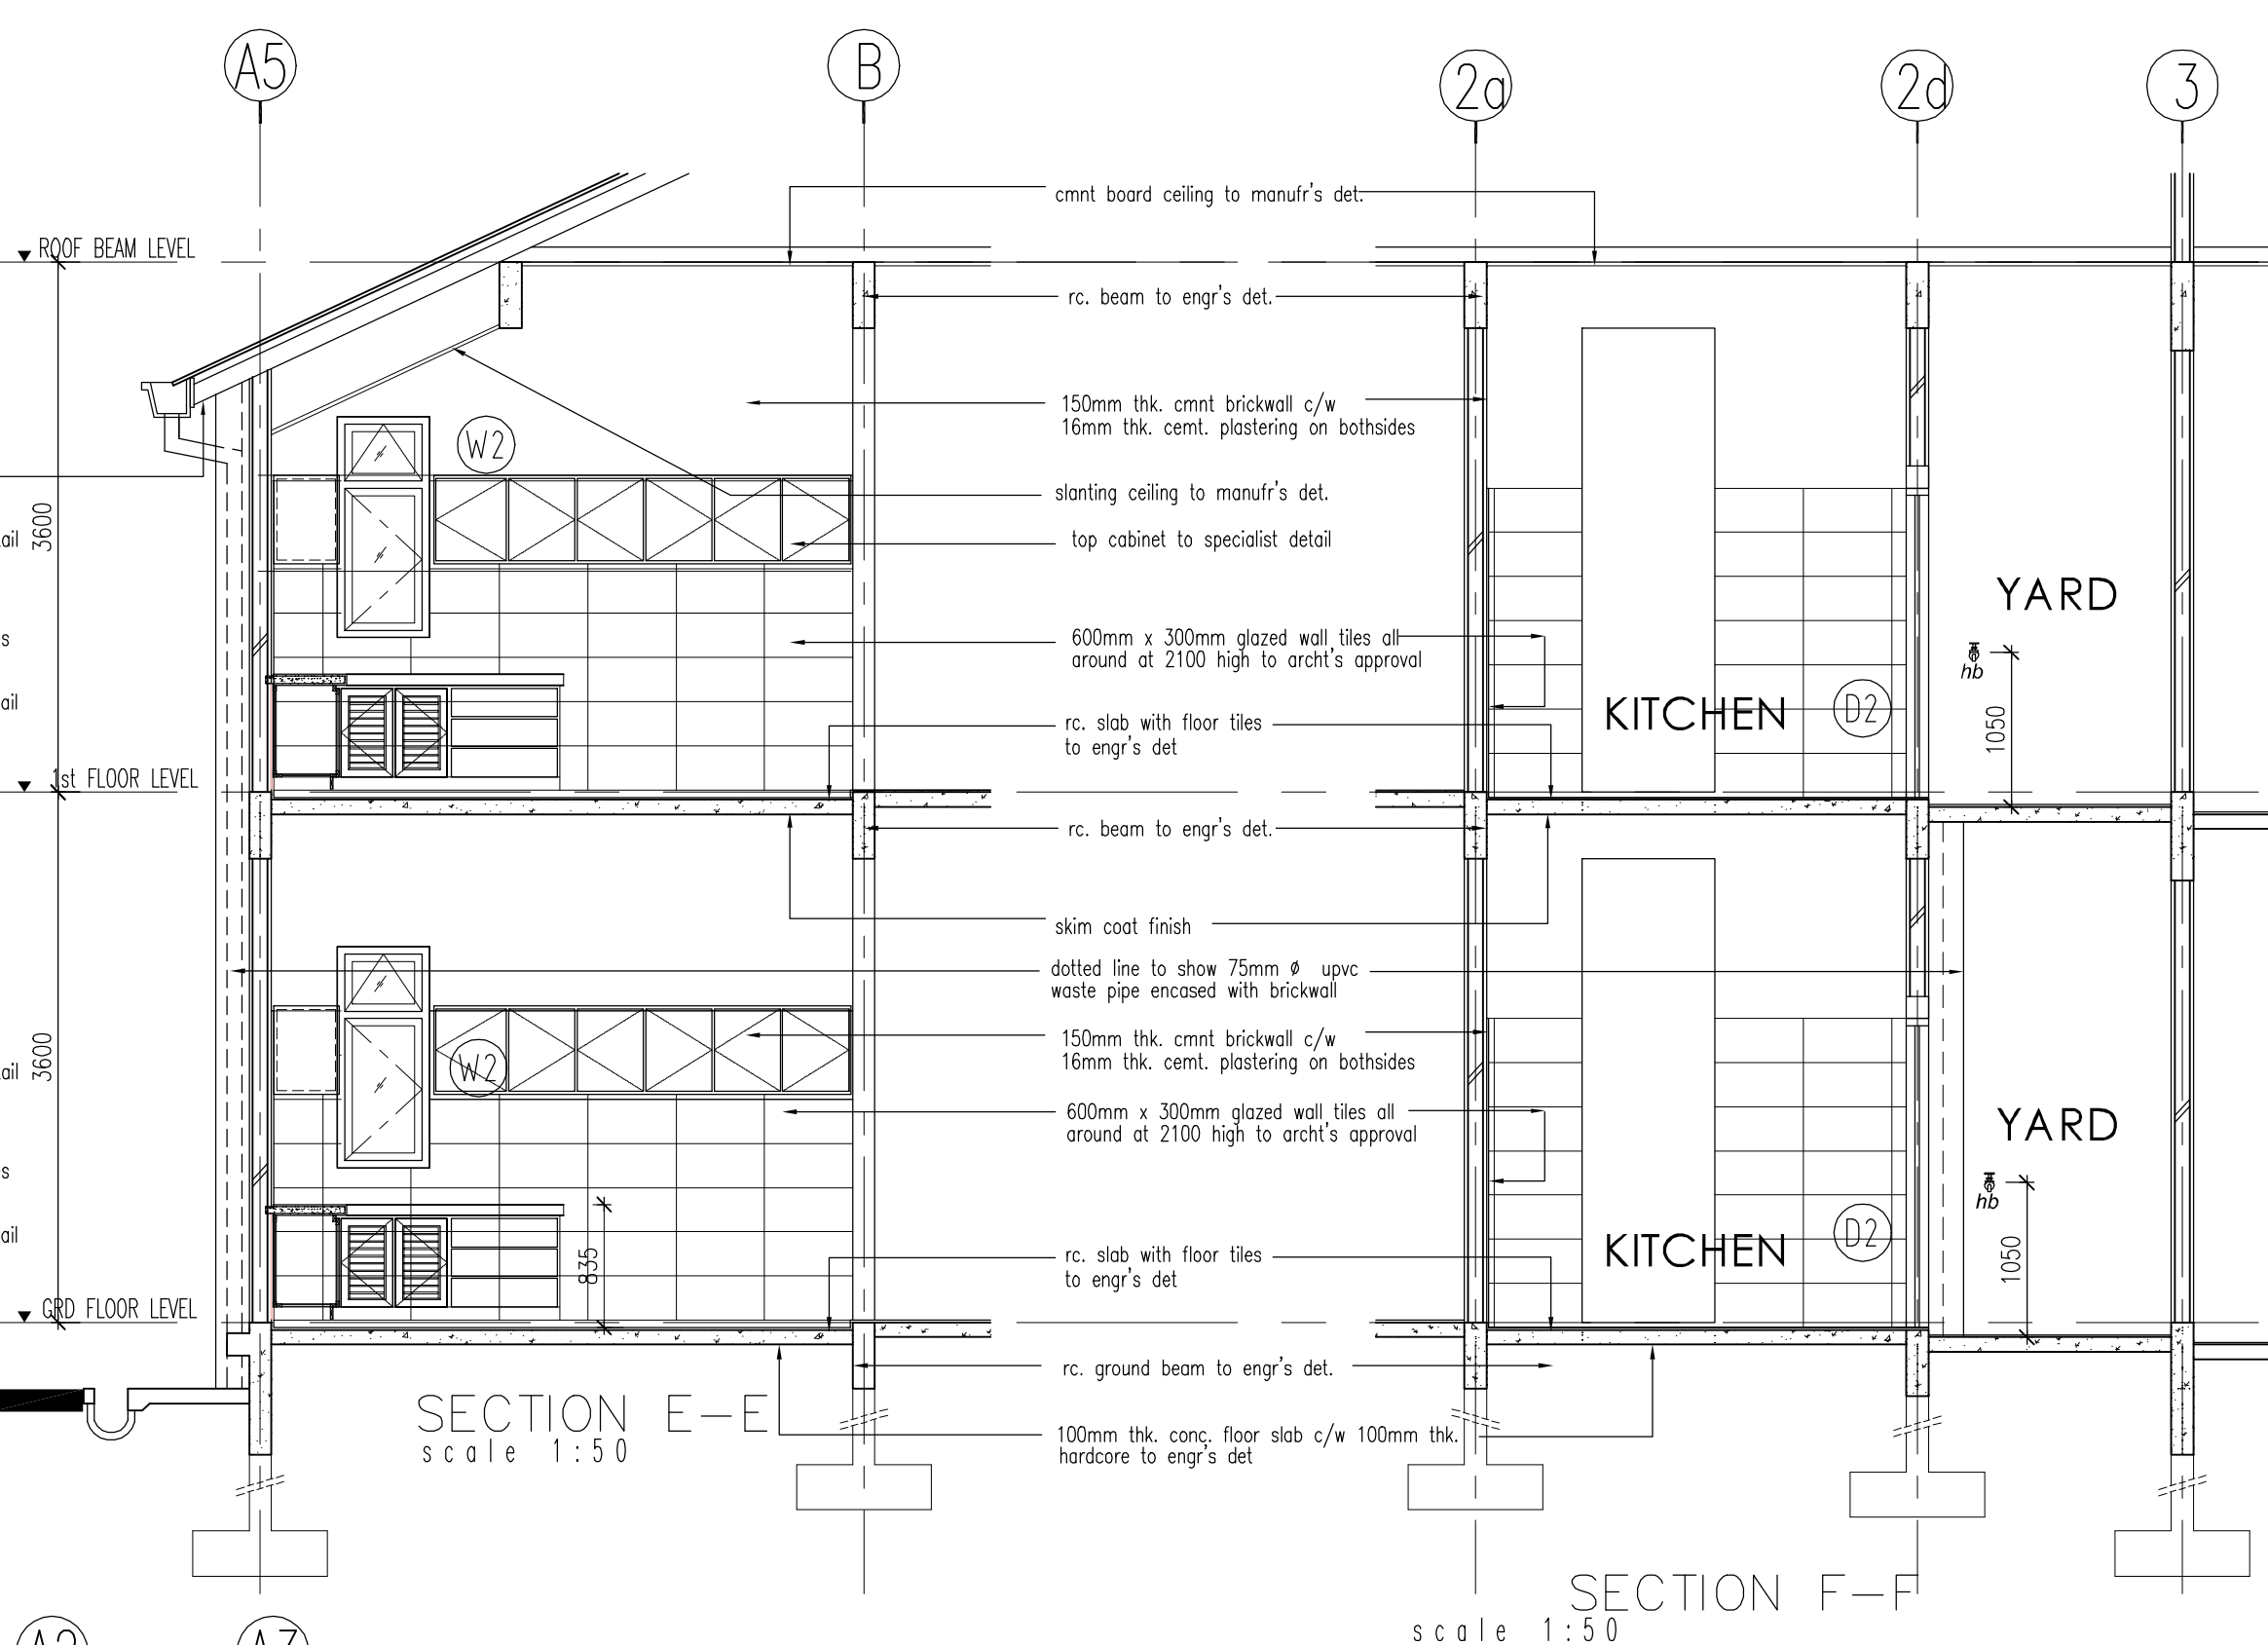 A5
B
2a
2d
3
cmnt board ceiling to manufr's det.
ROOF BEAM LEVEL
rc. beam to engr's det.
150mm thk. cmnt brickwall c/w
16mm thk. cemt. plastering on bothsides
W2
slanting ceiling to manufr's det.
3600
ail
top cabinet to specialist detail
YARD
s
600mm x 300mm glazed wall tiles all
around at 2100 high to archt's approval
hb
ail
KITCHEN
D2
1050
rc. slab with floor tiles
to engr's det
1st FLOOR LEVEL
rc. beam to engr's det.
skim coat finish
dotted line to show 75mm ø upvc
waste pipe encased with brickwall
150mm thk. cmnt brickwall c/w
16mm thk. cemt. plastering on bothsides
3600
ail
W2
600mm x 300mm glazed wall tiles all
around at 2100 high to archt's approval
YARD
s
hb
ail
835
KITCHEN
D2
1050
rc. slab with floor tiles
to engr's det
GRD FLOOR LEVEL
rc. ground beam to engr's det.
SECTION E–E
scale 1:50
100mm thk. conc. floor slab c/w 100mm thk.
hardcore to engr's det
SECTION F–F
scale 1:50